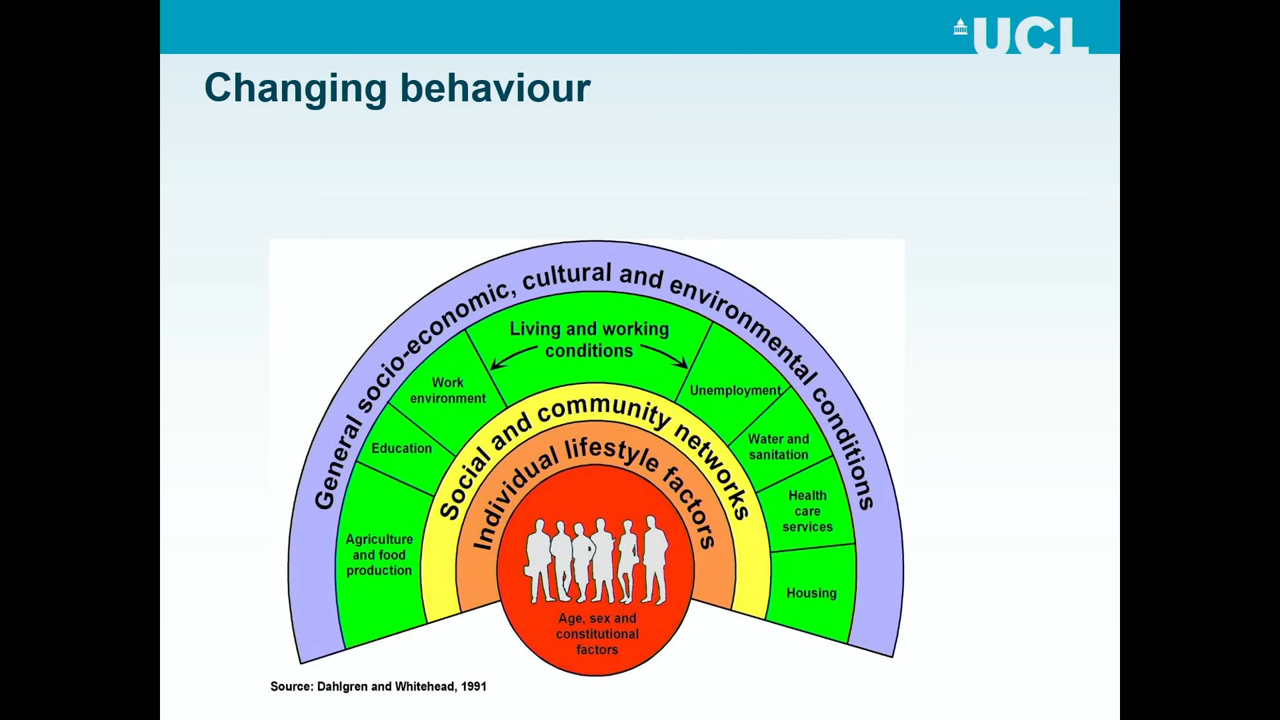 UCL
Changing behaviour
General socio-economic, cultural and environmental conditions
Living and working
conditions
Work
environment
Unemployment
Education
Water and
sanitation
Agriculture
and food
production
Health
care
services
Housing
Social and community networks
Individual lifestyle factors
Age, sex and
constitutional
factors
Source: Dahlgren and Whitehead, 1991